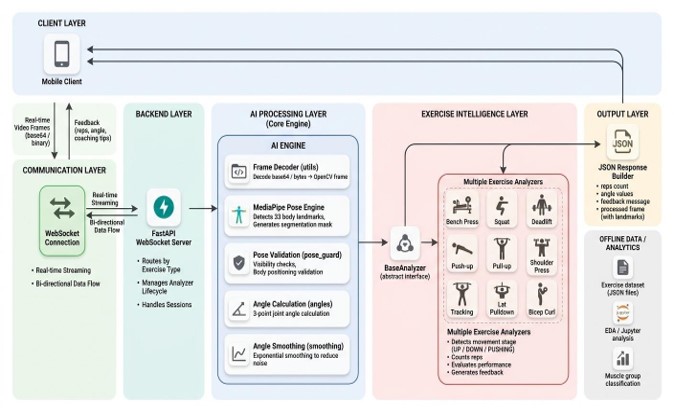 CLIENT LAYER
Mobile Client
Real-time
Video Frames
(base64 /
binary)
Feedback
(reps, angle,
coaching tips)
COMMUNICATION LAYER
WebSocket
Connection
• Real-time Streaming
• Bi-directional Data Flow
Real-time
Streaming
Bi-directional
Data Flow
BACKEND LAYER
FastAPI
WebSocket Server
• Routes by
Exercise Type
• Manages Analyzer
Lifecycle
• Handles Sessions
AI PROCESSING LAYER
(Core Engine)
AI ENGINE
Frame Decoder (utils)
Decode base64 / bytes → OpenCV frame
MediaPipe Pose Engine
Detects 33 body landmarks,
Generates segmentation mask
Pose Validation (pose_guard)
Visibility checks,
Body positioning validation
Angle Calculation (angles)
3-point joint angle calculation
Angle Smoothing (smoothing)
Exponential smoothing to reduce
noise
EXERCISE INTELLIGENCE LAYER
BaseAnalyzer
(abstract interface)
Multiple Exercise Analyzers
Bench Press
Squat
Deadlift
Push-up
Pull-up
Shoulder
Press
Tracking
Lat
Pulldown
Bicep Curl
Multiple Exercise Analyzers
• Detects movement stage
(UP / DOWN / PUSHING)
• Counts reps
• Evaluates performance
• Generates feedback
OUTPUT LAYER
JSON
JSON Response
Builder
• reps count
• angle values
• feedback message
• processed frame
(with landmarks)
OFFLINE DATA /
ANALYTICS
Exercise dataset
(JSON files)
EDA / Jupyter
analysis
Muscle group
classification